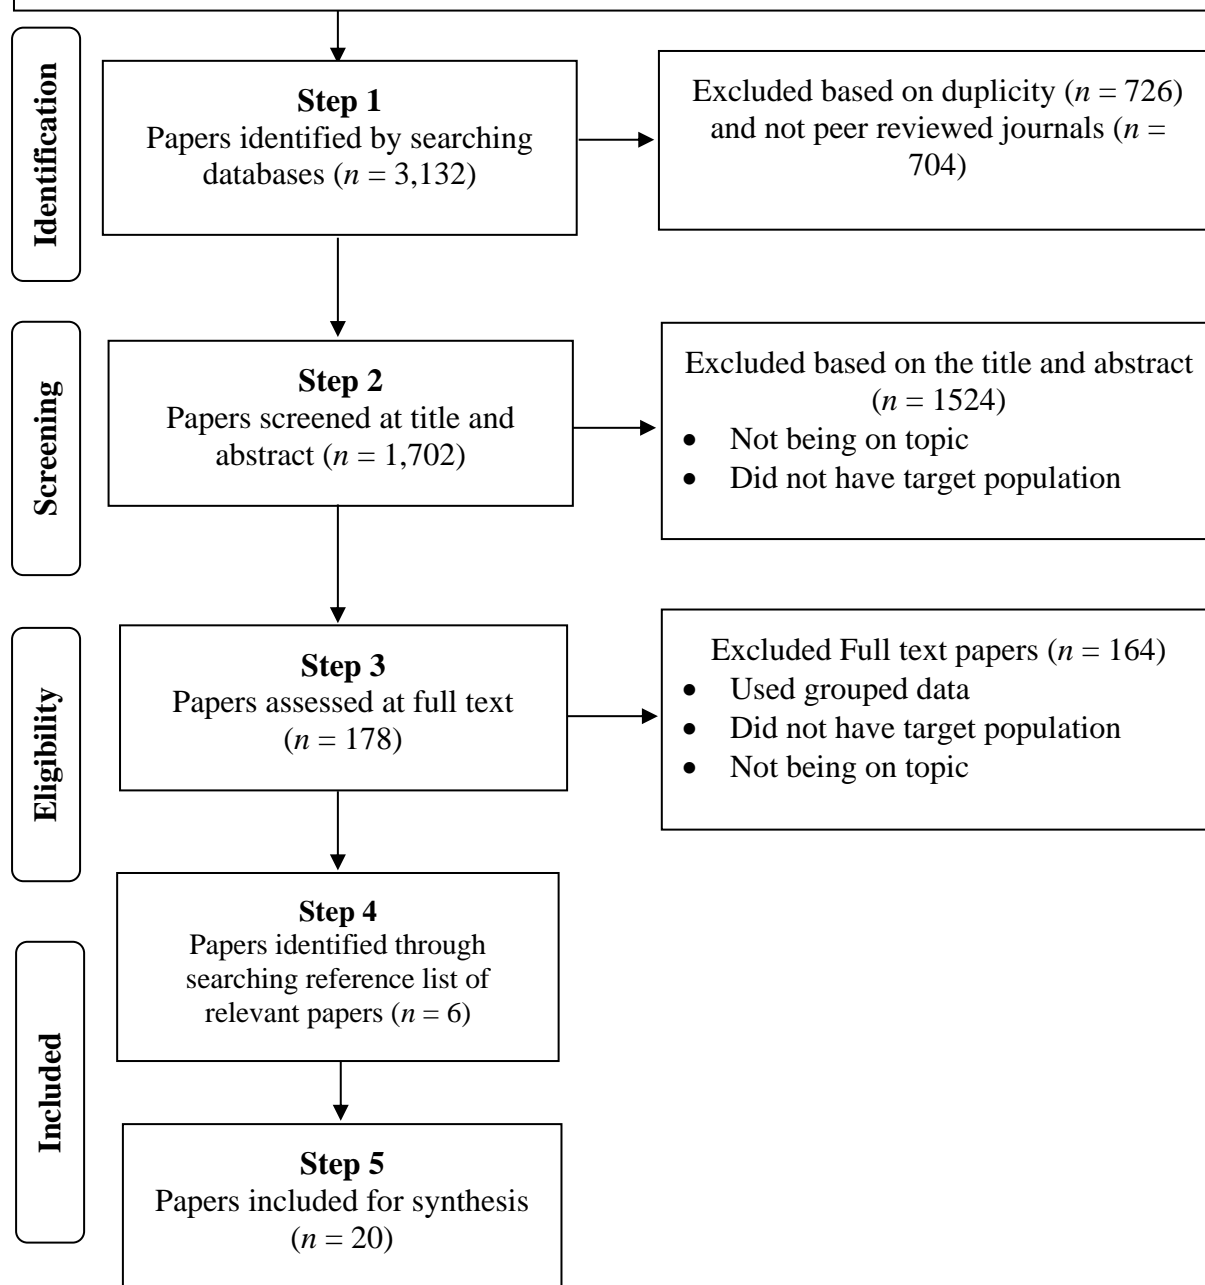 Identification
Step 1
Papers identified by searching
databases (n = 3,132)
Excluded based on duplicity (n = 726)
and not peer reviewed journals (n =
704)
Screening
Step 2
Papers screened at title and
abstract (n = 1,702)
Excluded based on the title and abstract
(n = 1524)
• Not being on topic
• Did not have target population
Eligibility
Step 3
Papers assessed at full text
(n = 178)
Excluded Full text papers (n = 164)
• Used grouped data
• Did not have target population
• Not being on topic
Included
Step 4
Papers identified through
searching reference list of
relevant papers (n = 6)
Step 5
Papers included for synthesis
(n = 20)